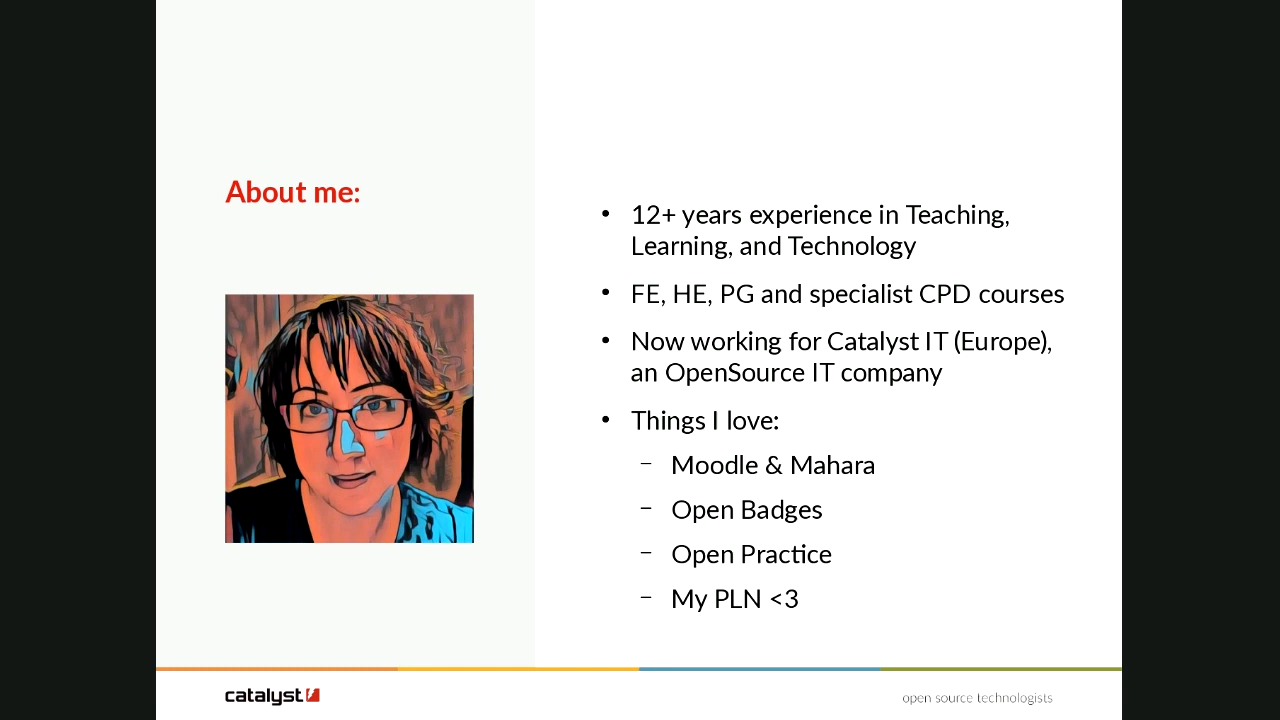 About me:
• 12+ years experience in Teaching,
Learning, and Technology
• FE, HE, PG and specialist CPD courses
• Now working for Catalyst IT (Europe),
an OpenSource IT company
• Things I love:
– Moodle & Mahara
– Open Badges
– Open Practice
– My PLN <3
catalyst
open source technologists